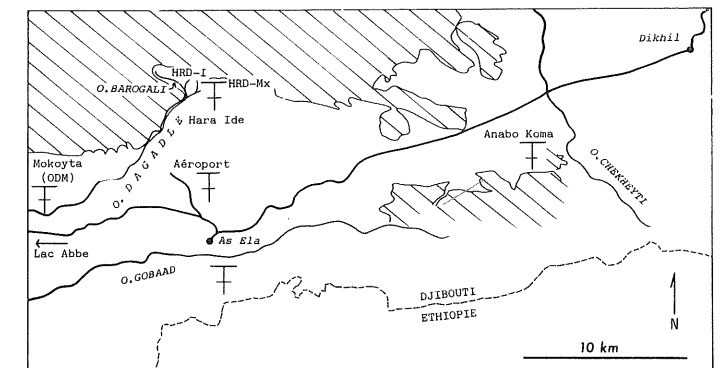 Dikhil
HRD-I
O.BAROGALI
HRD-Mx
Hara Ide
Anabo Koma
Mokoyta
(ODM)
Aéroport
O. DAGADLE
O.CHEKHEYTI
As Ela
Lac Abbe
O.GOBAAD
DJIBOUTI
ETHIOPIE
N
10 km